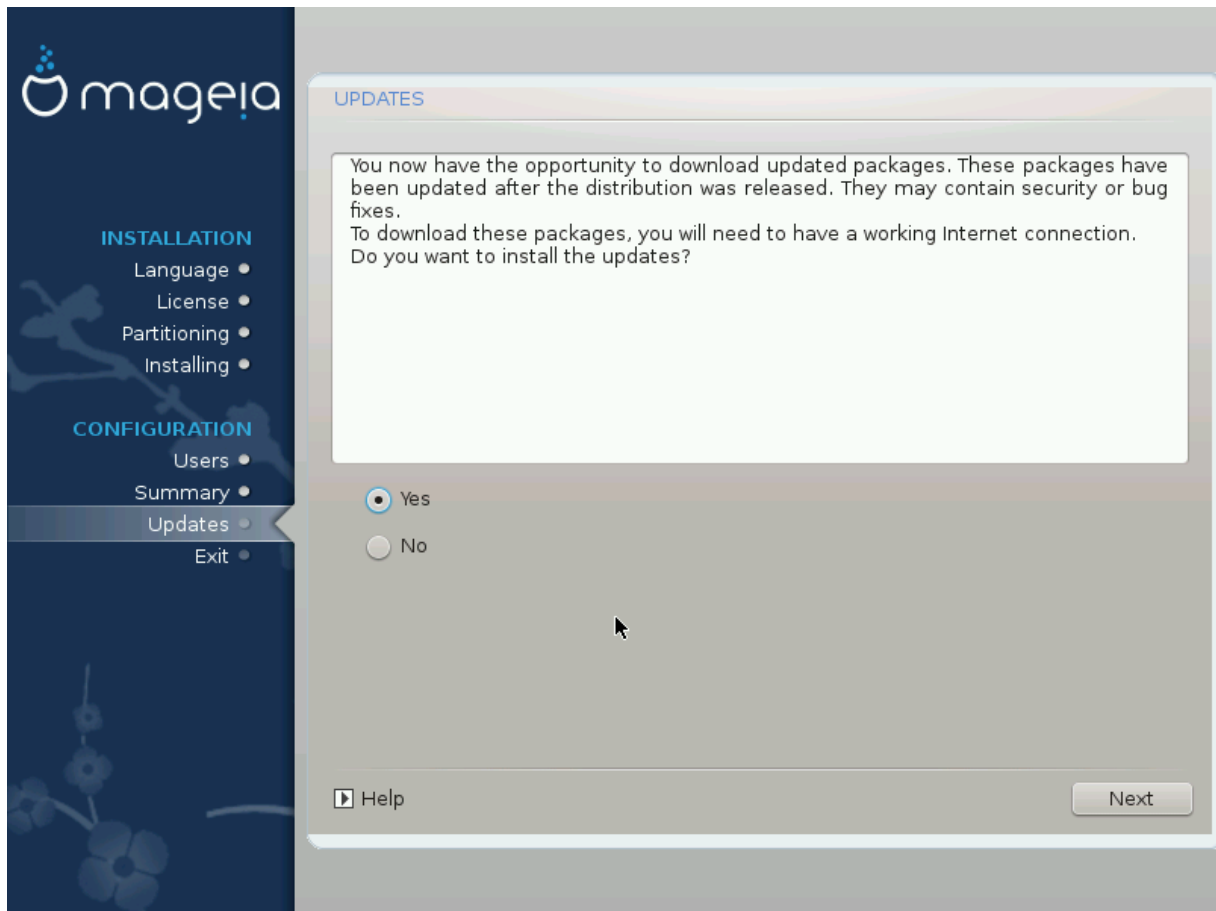 mageia
INSTALLATION
Language
License
Partitioning
Installing
CONFIGURATION
Users
Summary
Updates
Exit
UPDATES
You now have the opportunity to download updated packages. These packages have
been updated after the distribution was released. They may contain security or bug
fixes.
To download these packages, you will need to have a working Internet connection.
Do you want to install the updates?
Yes
No
Help
Next